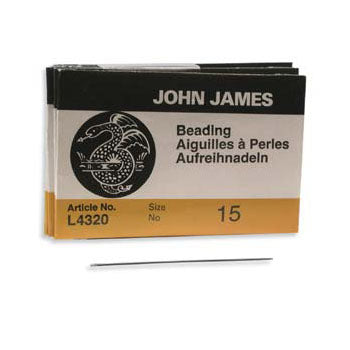 JOHN JAMES
Beading
Aiguilles à Perles
Aufreihnadeln
Article No.
L4320
Size
No
15